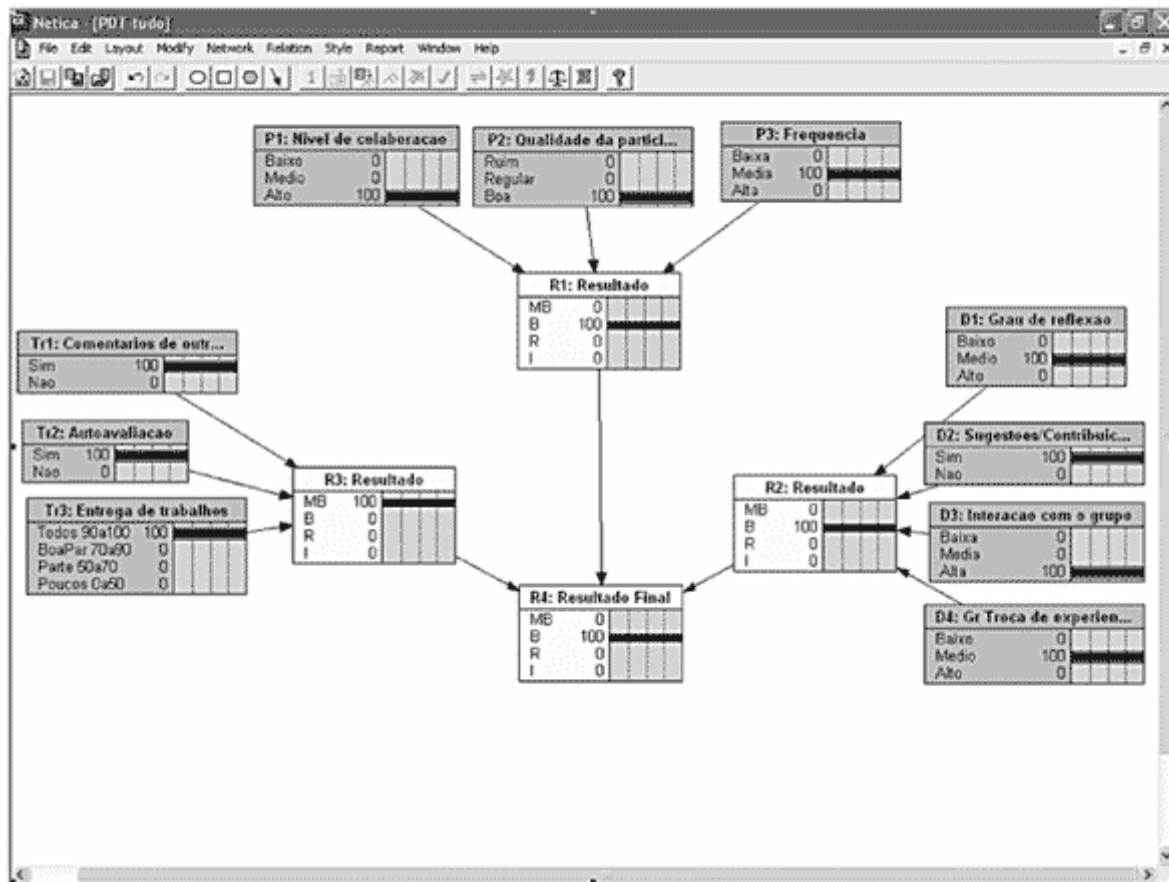 Netica - [PDT-tudo]
File Edit Layout Modify Network Relation Style Report Window Help
P1: Nivel de colaboracao
Baixo 0
Medio 0
Alto 100
P2: Qualidade da partici...
Ruim 0
Regular 0
Boa 100
P3: Frequencia
Baixa 0
Media 100
Alta 0
R1: Resultado
MB 0
B 100
R 0
I 0
Tr1: Comentarios de outr...
Sim 100
Nao 0
Tr2: Autoavaliacao
Sim 100
Nao 0
Tr3: Entrega de trabalhos
Todos 90a100 100
BoaPar 70a90 0
Parte 50a70 0
Poucos 0a50 0
R3: Resultado
MB 100
B 0
R 0
I 0
R2: Resultado
MB 0
B 100
R 0
I 0
D1: Grau de reflexao
Baixo 0
Medio 100
Alto 0
D2: Sugestoes/Contribuic...
Sim 100
Nao 0
D3: Interacao com o grupo
Baixa 0
Media 0
Alta 100
D4: Gr Troca de experien...
Baixo 0
Medio 100
Alto 0
R4: Resultado Final
MB 0
B 100
R 0
I 0